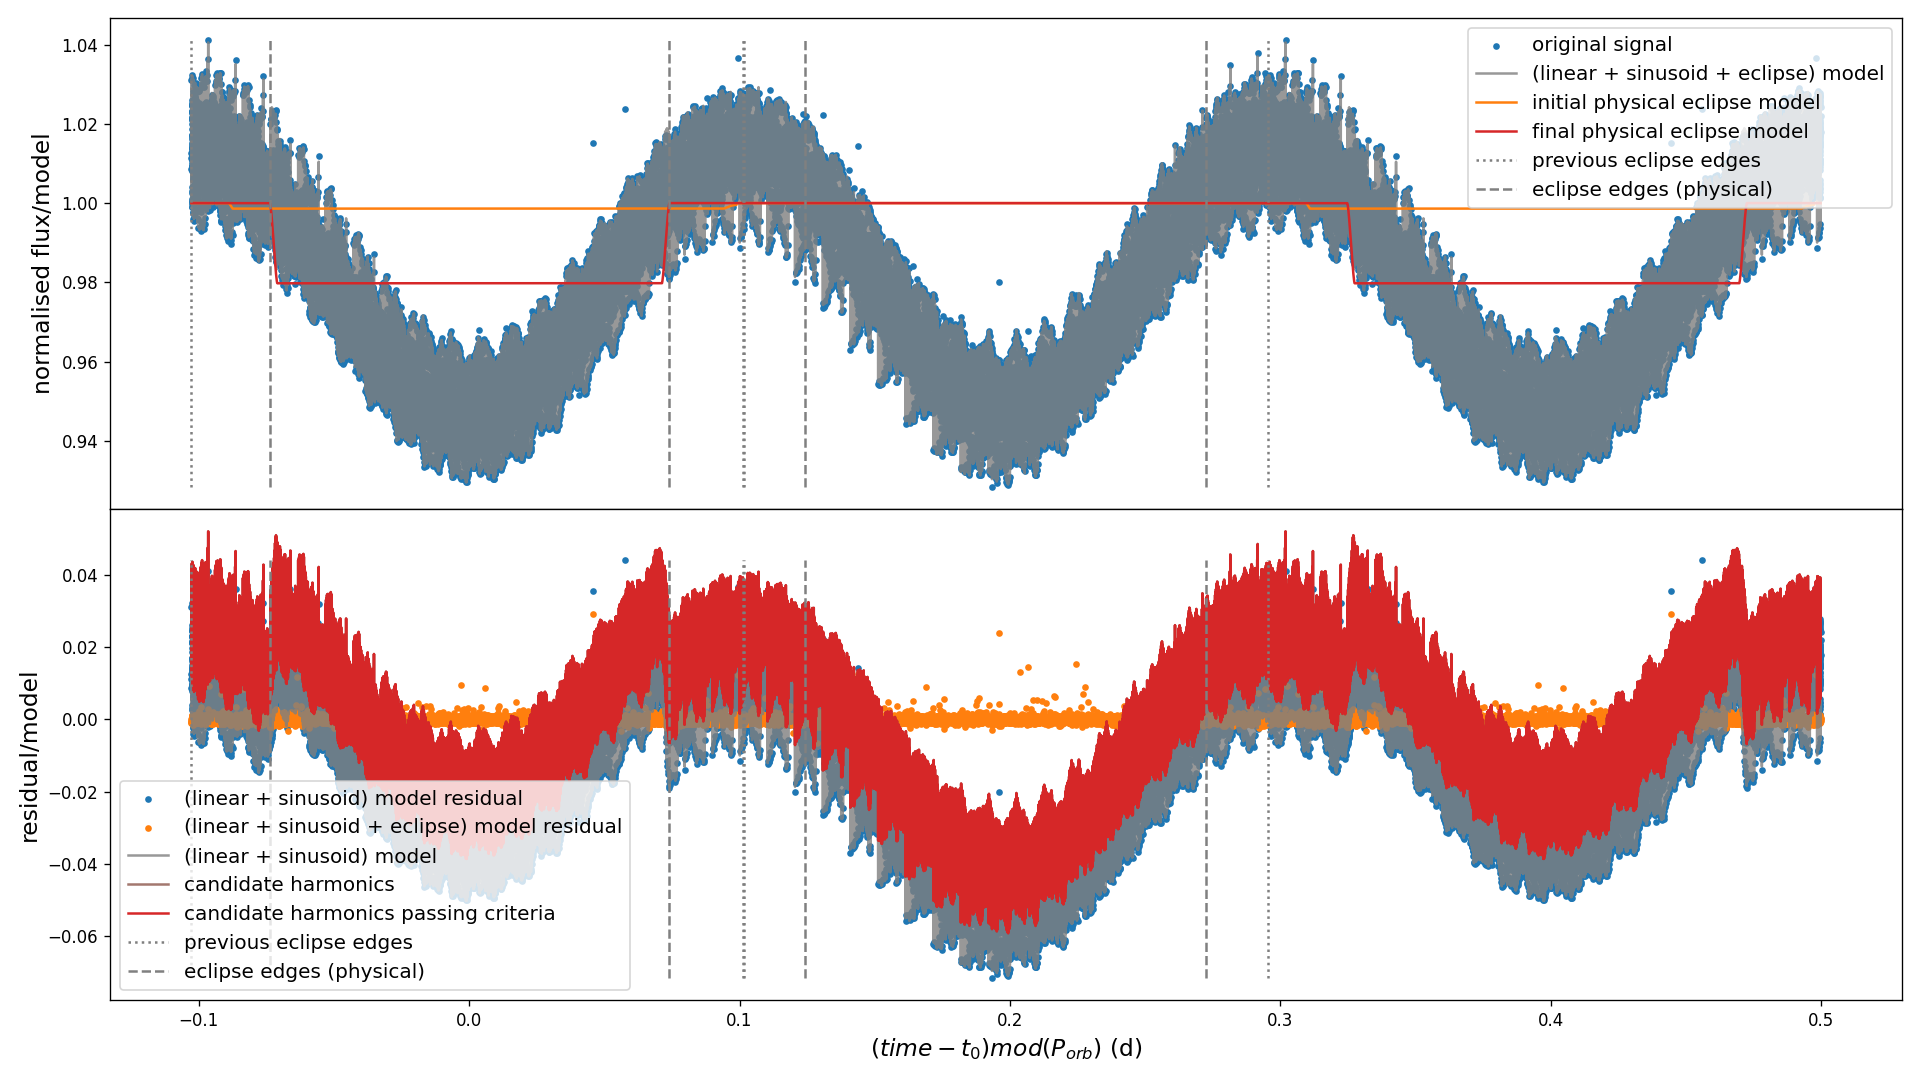 normalised flux/model
1.04
1.02
1.00
0.98
0.96
0.94
original signal
(linear + sinusoid + eclipse) model
initial physical eclipse model
final physical eclipse model
previous eclipse edges
eclipse edges (physical)
residual/model
0.04
0.02
0.00
−0.02
−0.04
−0.06
(linear + sinusoid) model residual
(linear + sinusoid + eclipse) model residual
(linear + sinusoid) model
candidate harmonics
candidate harmonics passing criteria
previous eclipse edges
eclipse edges (physical)
−0.1 0.0 0.1 0.2 0.3 0.4 0.5
(time − t₀)mod(Pₒᵣb) (d)